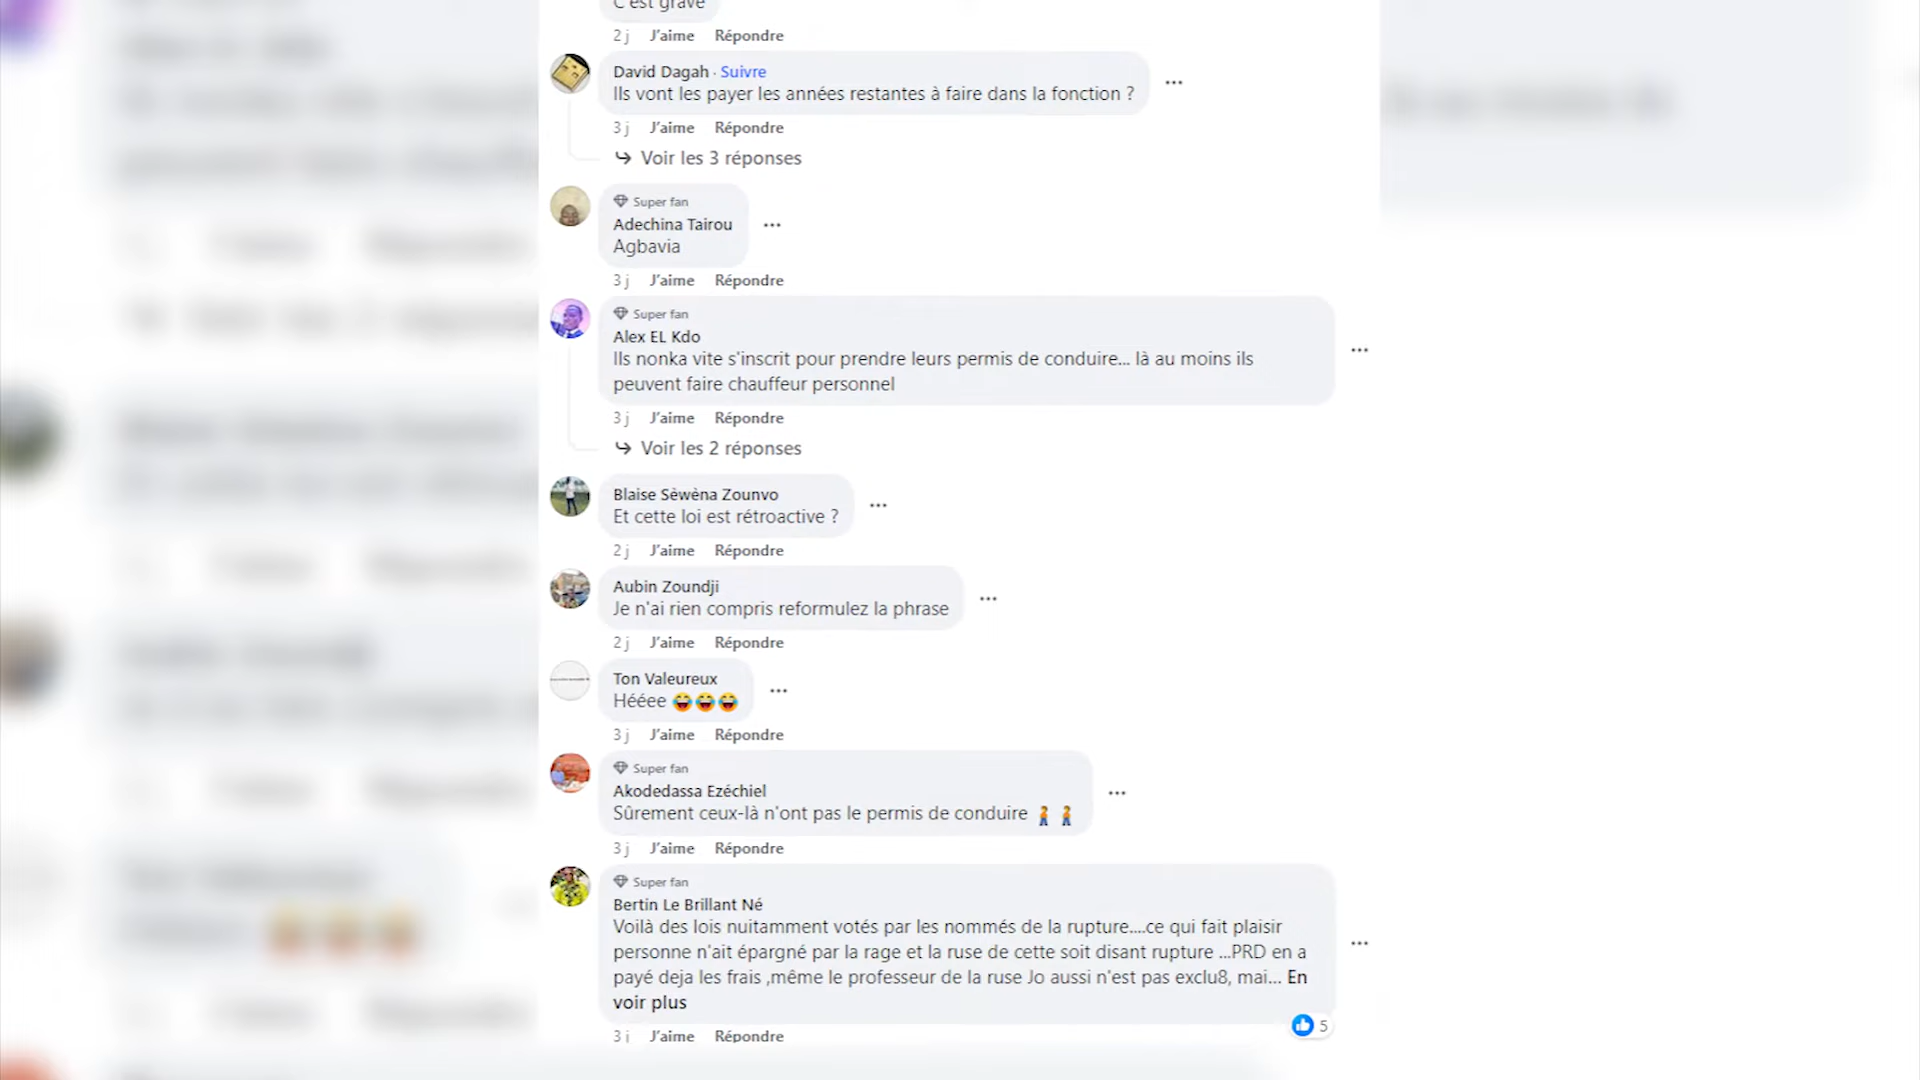 C'est grave
2 j J'aime Répondre
David Dagah · Suivre
Ils vont les payer les années restantes à faire dans la fonction ?
3 j J'aime Répondre
Voir les 3 réponses
Super fan
Adechina Tairou
Agbavia
3 j J'aime Répondre
Super fan
Alex EL Kdo
Ils nonka vite s'inscrit pour prendre leurs permis de conduire... là au moins ils
peuvent faire chauffeur personnel
3 j J'aime Répondre
Voir les 2 réponses
Blaise Sèwèna Zounvo
Et cette loi est rétroactive ?
2 j J'aime Répondre
Aubin Zoundji
Je n'ai rien compris reformulez la phrase
2 j J'aime Répondre
Ton Valeureux
Hééee 😂😂😂
3 j J'aime Répondre
Super fan
Akodedassa Ezéchiel
Sûrement ceux-là n'ont pas le permis de conduire 🧍🧍
3 j J'aime Répondre
Super fan
Bertin Le Brillant Né
Voilà des lois nuitamment votés par les nommés de la rupture....ce qui fait plaisir
personne n'ait épargné par la rage et la ruse de cette soit disant rupture ...PRD en a
payé deja les frais ,même le professeur de la ruse Jo aussi n'est pas exclu8, mai... En
voir plus
5
3 j J'aime Répondre